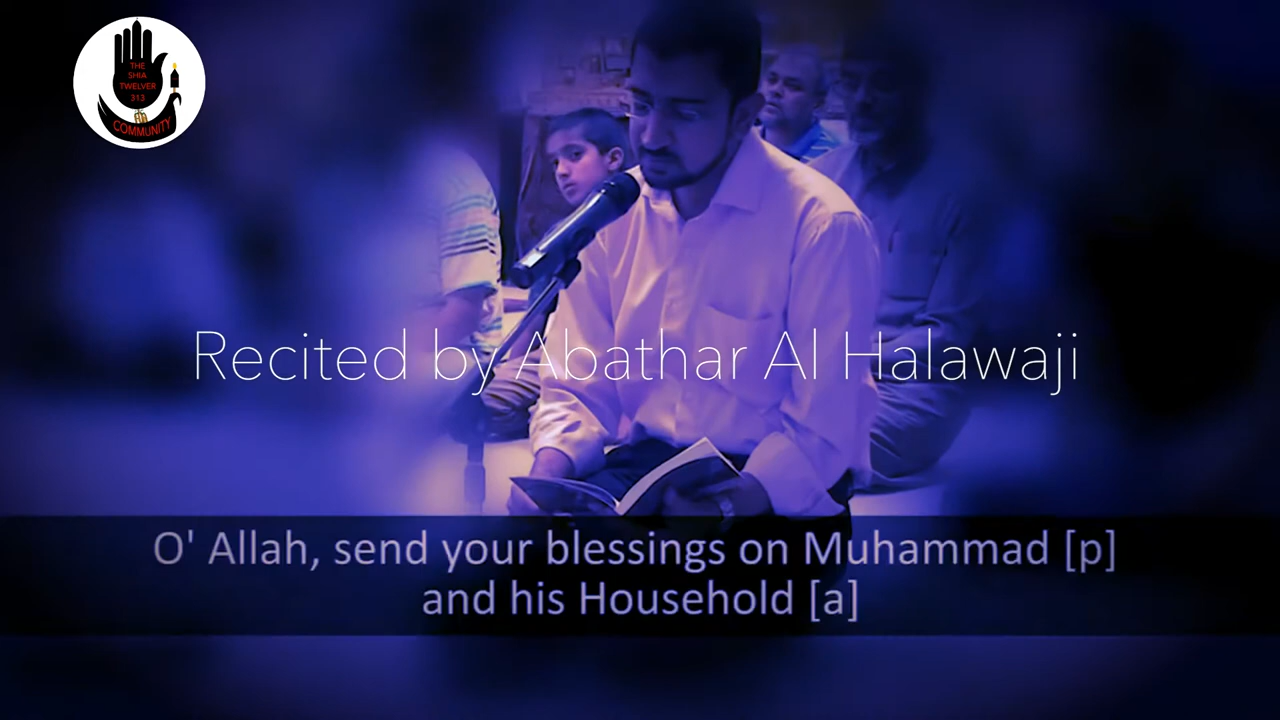 THE
SHIA
TWELVER
313
COMMUNITY
Recited by Abathar Al Halawaji
O' Allah, send your blessings on Muhammad [p]
and his Household [a]